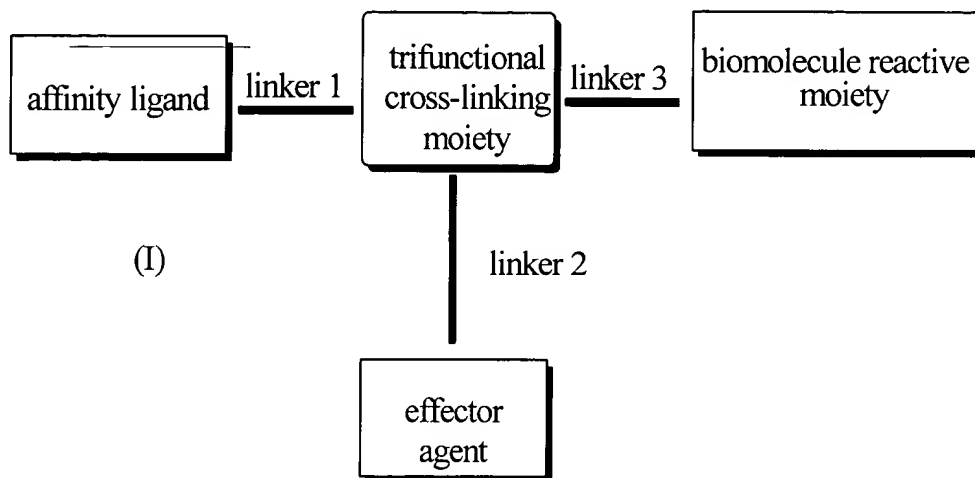 affinity ligand
linker 1
trifunctional
cross-linking
moiety
linker 3
biomolecule reactive
moiety
(I)
linker 2
effector
agent